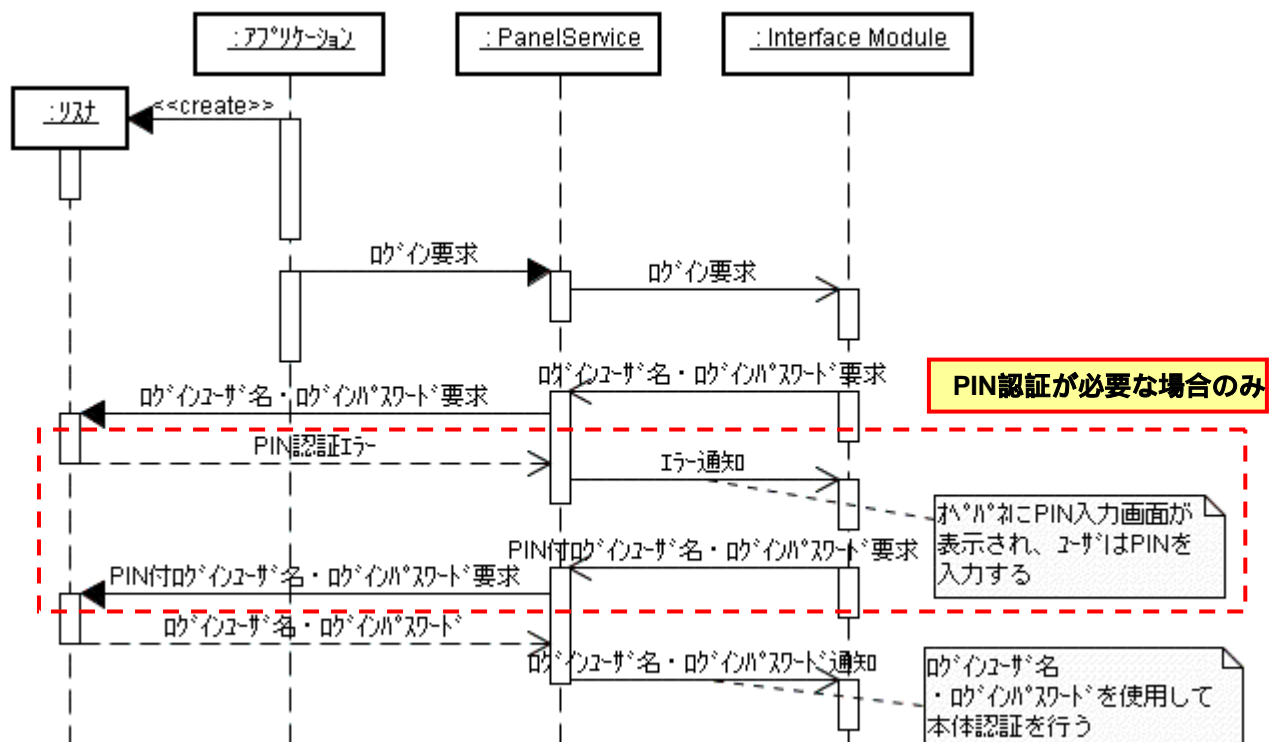 : ｱﾌﾟﾘｹｰｼｮﾝ
: PanelService
: Interface Module
: ﾘｽﾅ
<<create>>
ﾛｸﾞｲﾝ要求
ﾛｸﾞｲﾝ要求
ﾛｸﾞｲﾝﾕｰｻﾞ名・ﾛｸﾞｲﾝﾊﾟｽﾜｰﾄﾞ要求
PIN認証が必要な場合のみ
ﾛｸﾞｲﾝﾕｰｻﾞ名・ﾛｸﾞｲﾝﾊﾟｽﾜｰﾄﾞ要求
PIN認証ｴﾗｰ
ｴﾗｰ通知
ｵﾍﾟﾊﾟﾈにPIN入力画面が
表示され、ﾕｰｻﾞはPINを
入力する
PIN付ﾛｸﾞｲﾝﾕｰｻﾞ名・ﾛｸﾞｲﾝﾊﾟｽﾜｰﾄﾞ要求
PIN付ﾛｸﾞｲﾝﾕｰｻﾞ名・ﾛｸﾞｲﾝﾊﾟｽﾜｰﾄﾞ要求
ﾛｸﾞｲﾝﾕｰｻﾞ名・ﾛｸﾞｲﾝﾊﾟｽﾜｰﾄﾞ
ﾛｸﾞｲﾝﾕｰｻﾞ名・ﾛｸﾞｲﾝﾊﾟｽﾜｰﾄﾞ通知
ﾛｸﾞｲﾝﾕｰｻﾞ名
・ﾛｸﾞｲﾝﾊﾟｽﾜｰﾄﾞを使用して
本体認証を行う